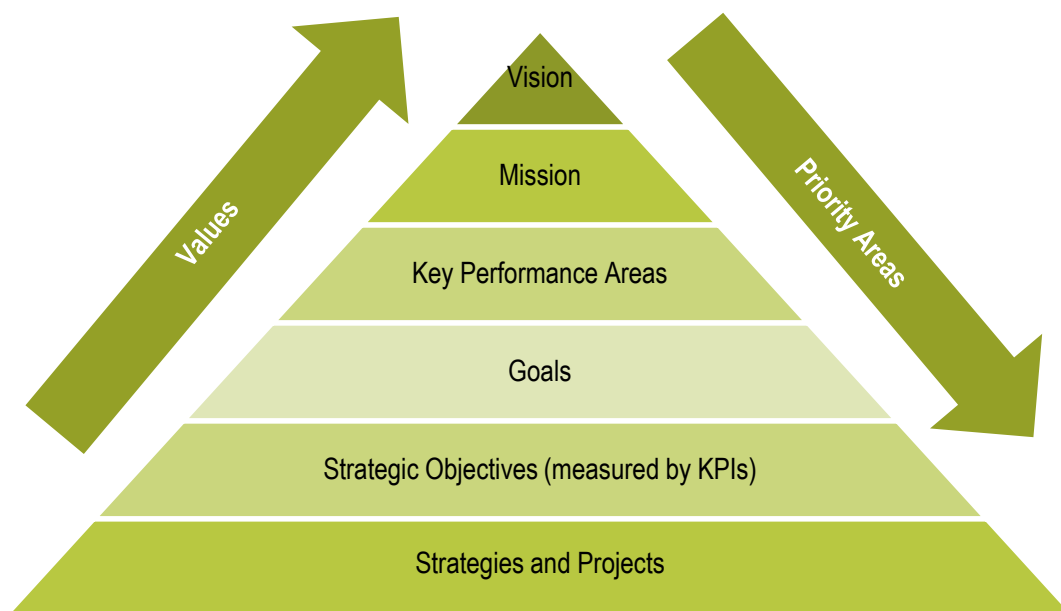 Vision
Mission
Key Performance Areas
Goals
Strategic Objectives (measured by KPIs)
Strategies and Projects
Values
Priority Areas